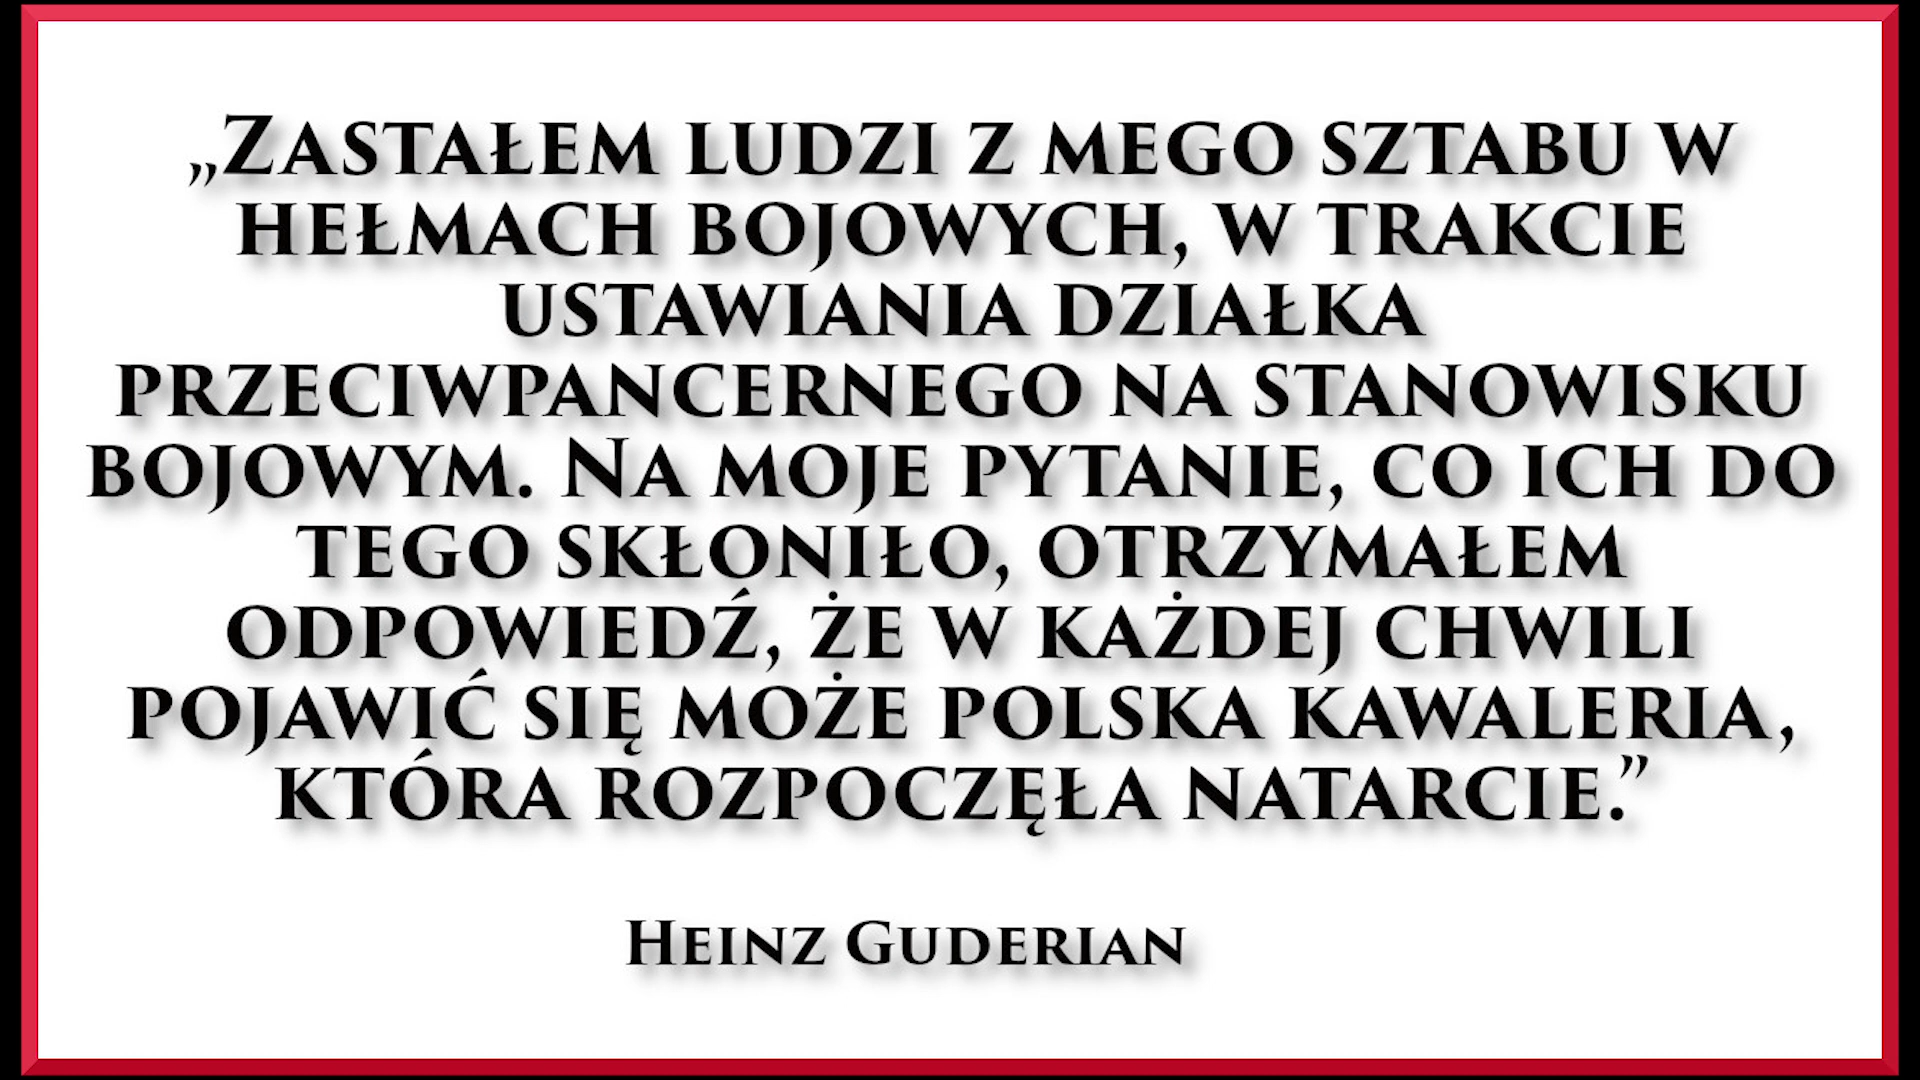 „Zastałem ludzi z mego sztabu w
hełmach bojowych, w trakcie
ustawiania działka
przeciwpancernego na stanowisku
bojowym. Na moje pytanie, co ich do
tego skłoniło, otrzymałem
odpowiedź, że w każdej chwili
pojawić się może polska kawaleria,
która rozpoczęła natarcie.”
Heinz Guderian